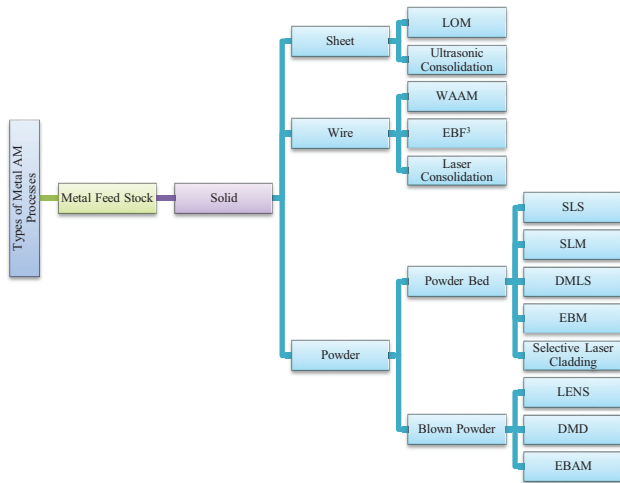 Types of Metal AM
Processes
Metal Feed Stock
Solid
Sheet
LOM
Ultrasonic
Consolidation
Wire
WAAM
EBF³
Laser
Consolidation
Powder
Powder Bed
SLS
SLM
DMLS
EBM
Selective Laser
Cladding
Blown Powder
LENS
DMD
EBAM